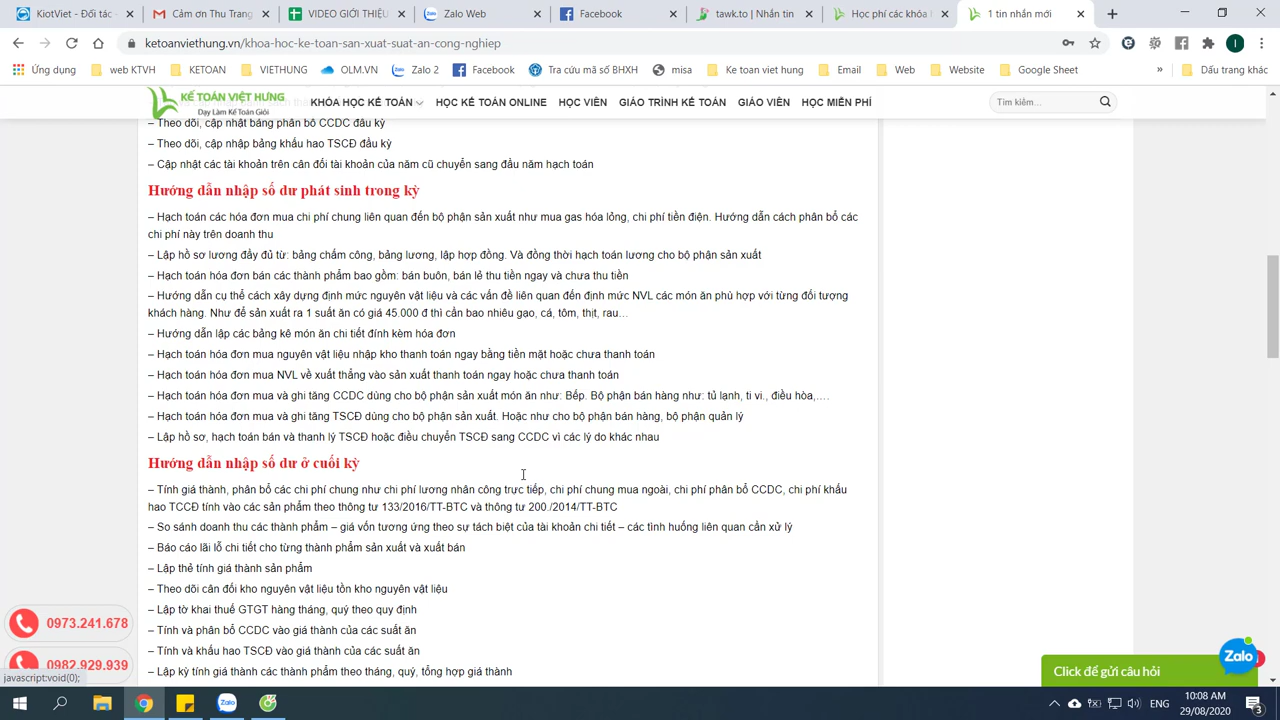 KiotViet - Đối tác -
Cảm ơn Thu Trang
VIDEO GIỚI THIỆU
Zalo Web
Facebook
tawk.to | Nhắn tin
Học phí các khóa
1 tin nhắn mới
ketoanviethung.vn/khoa-hoc-ke-toan-san-xuat-suat-an-cong-nghiep
Ứng dụng
web KTVH
KETOAN
VIETHUNG
OLM.VN
Zalo 2
Facebook
Tra cứu mã số BHXH
misa
Ke toan viet hung
Email
Web
Website
Google Sheet
»
Dấu trang khác
KẾ TOÁN VIỆT HƯNG
Dạy Làm Kế Toán Giỏi
KHÓA HỌC KẾ TOÁN
HỌC KẾ TOÁN ONLINE
HỌC VIÊN
GIÁO TRÌNH KẾ TOÁN
GIÁO VIÊN
HỌC MIỄN PHÍ
Tìm kiếm...
– Theo dõi, cập nhật bảng phân bổ CCDC đầu kỳ
– Theo dõi, cập nhập bảng khấu hao TSCĐ đầu kỳ
– Cập nhật các tài khoản trên cân đối tài khoản của năm cũ chuyển sang đầu năm hạch toán
Hướng dẫn nhập số dư phát sinh trong kỳ
– Hạch toán các hóa đơn mua chi phí chung liên quan đến bộ phận sản xuất như mua gas hóa lỏng, chi phí tiền điện. Hướng dẫn cách phân bổ các
chi phí này trên doanh thu
– Lập hồ sơ lương đầy đủ từ: bảng chấm công, bảng lương, lập hợp đồng. Và đồng thời hạch toán lương cho bộ phận sản xuất
– Hạch toán hóa đơn bán các thành phẩm bao gồm: bán buôn, bán lẻ thu tiền ngay và chưa thu tiền
– Hướng dẫn cụ thể cách xây dựng định mức nguyên vật liệu và các vấn đề liên quan đến định mức NVL các món ăn phù hợp với từng đối tượng
khách hàng. Như để sản xuất ra 1 suất ăn có giá 45.000 đ thì cần bao nhiêu gạo, cá, tôm, thịt, rau…
– Hướng dẫn lập các bảng kê món ăn chi tiết đính kèm hóa đơn
– Hạch toán hóa đơn mua nguyên vật liệu nhập kho thanh toán ngay bằng tiền mặt hoặc chưa thanh toán
– Hạch toán hóa đơn mua NVL về xuất thẳng vào sản xuất thanh toán ngay hoặc chưa thanh toán
– Hạch toán hóa đơn mua và ghi tăng CCDC dùng cho bộ phận sản xuất món ăn như: Bếp. Bộ phận bán hàng như: tủ lạnh, ti vi., điều hòa,….
– Hạch toán hóa đơn mua và ghi tăng TSCĐ dùng cho bộ phận sản xuất. Hoặc như cho bộ phận bán hàng, bộ phận quản lý
– Lập hồ sơ, hạch toán bán và thanh lý TSCĐ hoặc điều chuyển TSCĐ sang CCDC vì các lý do khác nhau
Hướng dẫn nhập số dư ở cuối kỳ
– Tính giá thành, phân bổ các chi phí chung như chi phí lương nhân công trực tiếp, chi phí chung mua ngoài, chi phí phân bổ CCDC, chi phí khấu
hao TCCĐ tính vào các sản phẩm theo thông tư 133/2016/TT-BTC và thông tư 200./2014/TT-BTC
– So sánh doanh thu các thành phẩm – giá vốn tương ứng theo sự tách biệt của tài khoản chi tiết – các tình huống liên quan cần xử lý
– Báo cáo lãi lỗ chi tiết cho từng thành phẩm sản xuất và xuất bán
– Lập thẻ tính giá thành sản phẩm
– Theo dõi cân đối kho nguyên vật liệu tồn kho nguyên vật liệu
– Lập tờ khai thuế GTGT hàng tháng, quý theo quy định
– Tính và phân bổ CCDC vào giá thành của các suất ăn
– Tính và khấu hao TSCĐ vào giá thành của các suất ăn
– Lập kỳ tính giá thành các thành phẩm theo tháng, quý, tổng hợp giá thành
0973.241.678
0982.929.939
javascript:void(0);
Click để gửi câu hỏi
Zalo
ENG
10:08 AM
29/08/2020
3